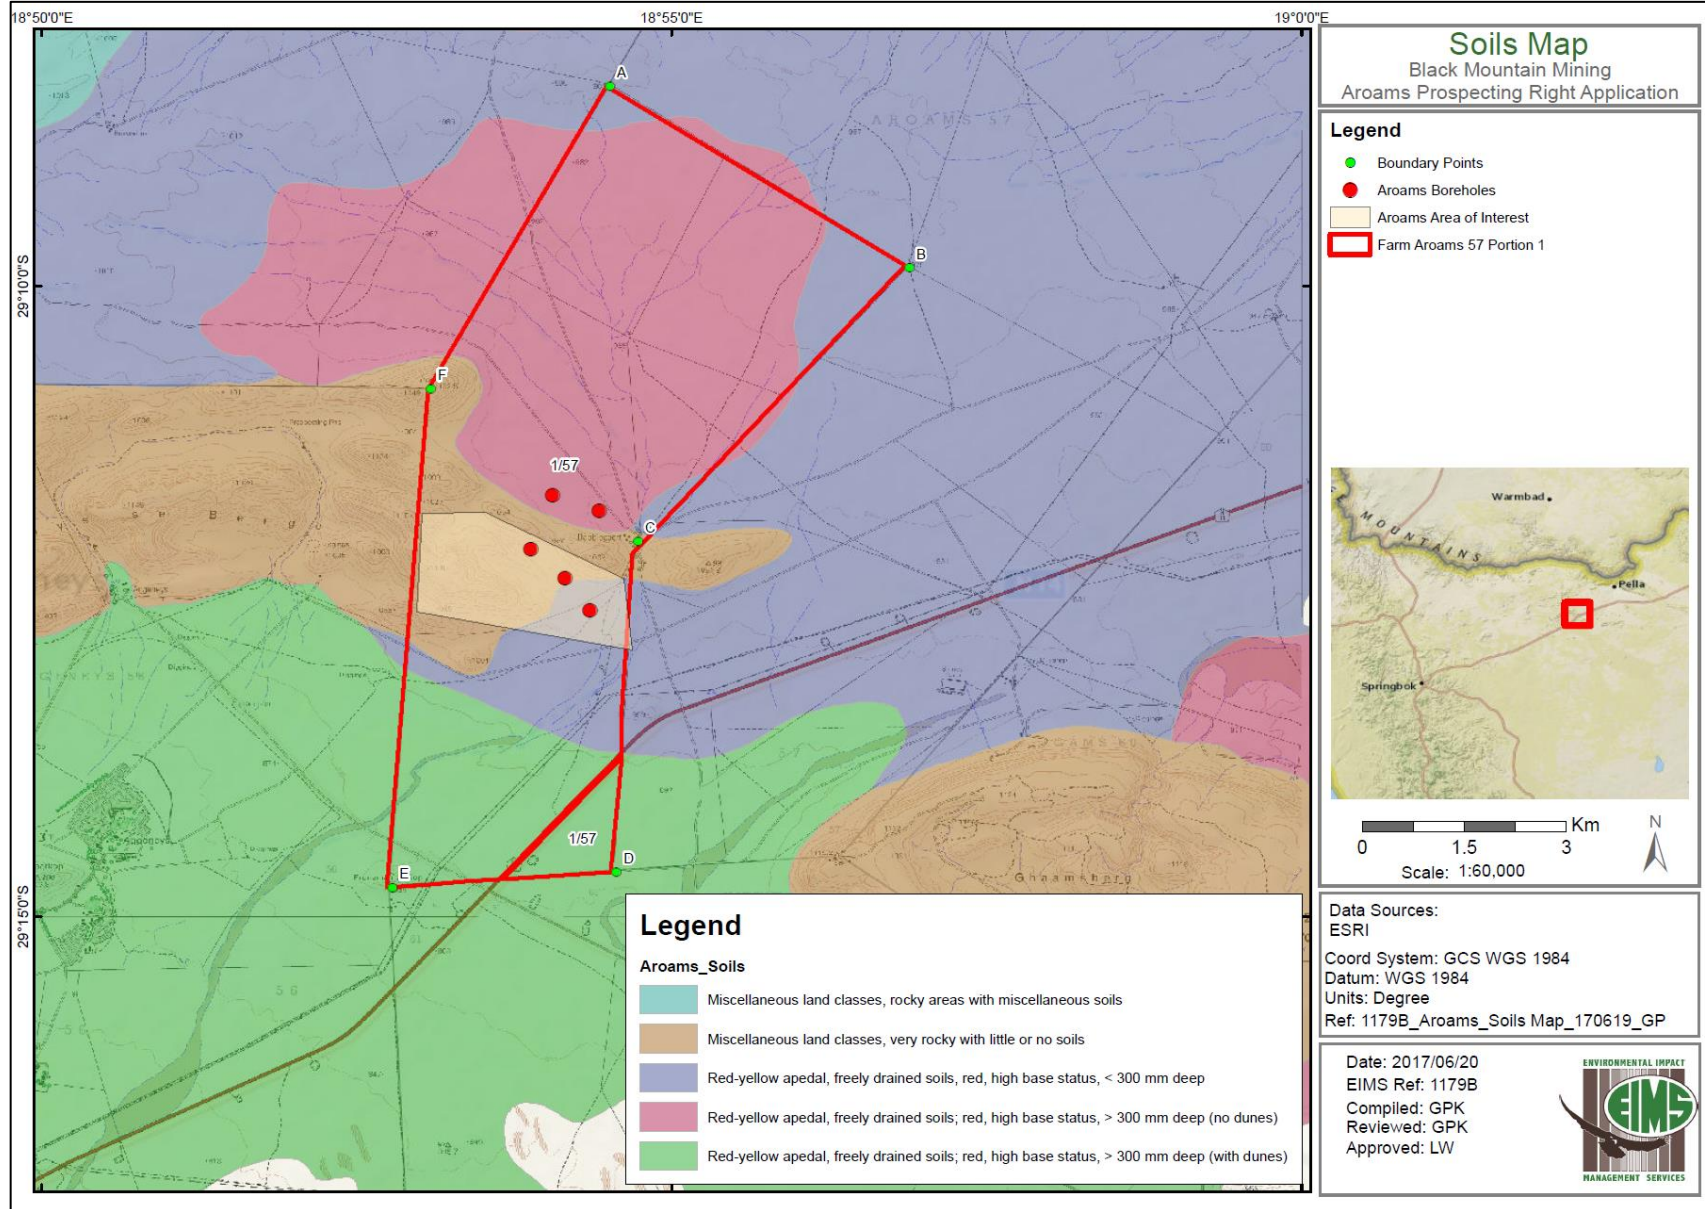 18°50'0"E
18°55'0"E
19°0'0"E
29°10'0"S
29°15'0"S
A
B
C
D
E
F
AROAMS 57
1/57
1/57
Prospecting Pits
Ghaamsberg
Soils Map
Black Mountain Mining
Aroams Prospecting Right Application
Legend
Boundary Points
Aroams Boreholes
Aroams Area of Interest
Farm Aroams 57 Portion 1
Warmbad
MOUNTAINS
Pella
Springbok
Km
0
1.5
3
N
Scale: 1:60,000
Data Sources:
ESRI
Coord System: GCS WGS 1984
Datum: WGS 1984
Units: Degree
Ref: 1179B_Aroams_Soils Map_170619_GP
Date: 2017/06/20
EIMS Ref: 1179B
Compiled: GPK
Reviewed: GPK
Approved: LW
ENVIRONMENTAL IMPACT
EIMS
MANAGEMENT SERVICES
Legend
Aroams_Soils
Miscellaneous land classes, rocky areas with miscellaneous soils
Miscellaneous land classes, very rocky with little or no soils
Red-yellow apedal, freely drained soils, red, high base status, < 300 mm deep
Red-yellow apedal, freely drained soils; red, high base status, > 300 mm deep (no dunes)
Red-yellow apedal, freely drained soils; red, high base status, > 300 mm deep (with dunes)